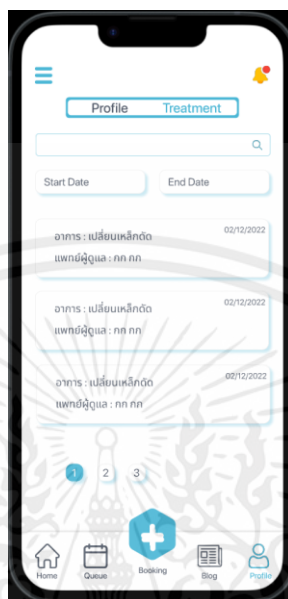 Profile Treatment
Start Date End Date
อาการ : เปลี่ยนเหล็กดัด 02/12/2022
แพทย์ผู้ดูแล : กก กก
อาการ : เปลี่ยนเหล็กดัด 02/12/2022
แพทย์ผู้ดูแล : กก กก
อาการ : เปลี่ยนเหล็กดัด 02/12/2022
แพทย์ผู้ดูแล : กก กก
1 2 3
Home Queue Booking Blog Profile